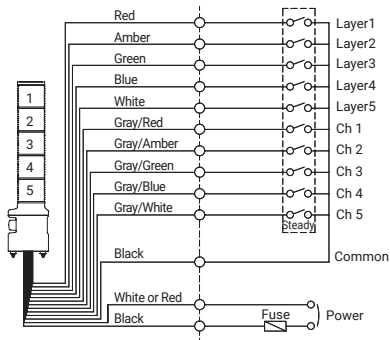 Red
Layer1
Amber
Layer2
Green
Layer3
Blue
Layer4
White
Layer5
Gray/Red
Ch 1
Gray/Amber
Ch 2
Gray/Green
Ch 3
Gray/Blue
Ch 4
Gray/White
Ch 5
Steady
1
2
3
4
5
Black
Common
White or Red
Fuse
Power
Black